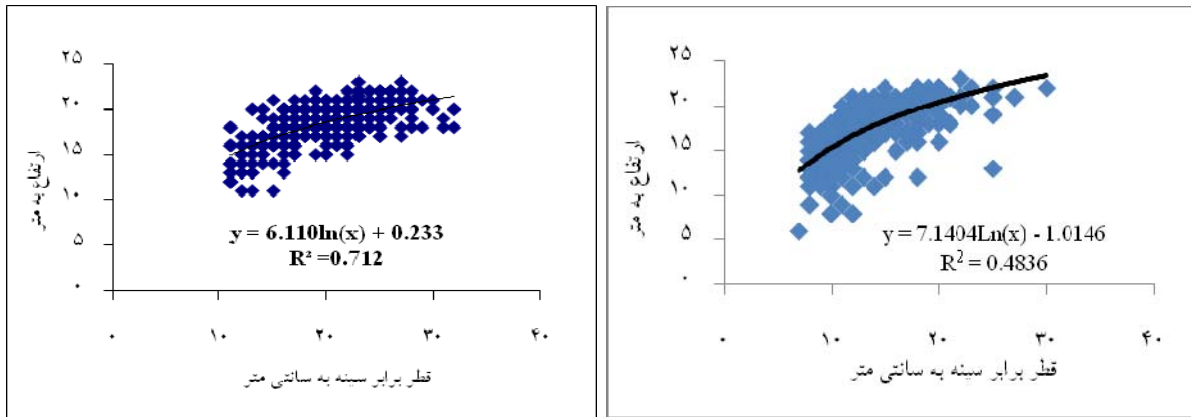 ۲۵
۲۰
۱۵
۱۰
۵
۰
ارتفاع به متر
y = 6.110ln(x) + 0.233
R² =0.712
۰ ۱۰ ۲۰ ۳۰ ۴۰
قطر برابر سینه به سانتی متر
۲۵
۲۰
۱۵
۱۰
۵
۰
ارتفاع به متر
y = 7.1404Ln(x) - 1.0146
R² = 0.4836
۰ ۱۰ ۲۰ ۳۰ ۴۰
قطر برابر سینه به سانتی متر